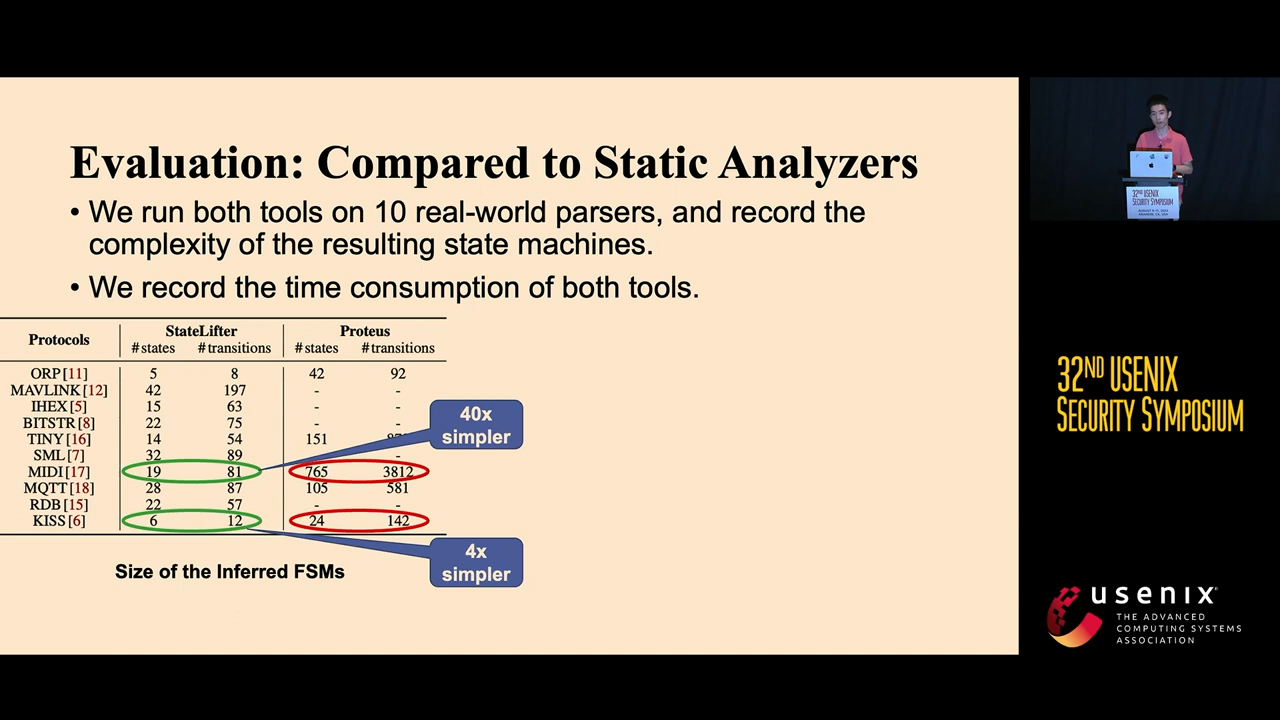 Evaluation: Compared to Static Analyzers
• We run both tools on 10 real-world parsers, and record the
complexity of the resulting state machines.
• We record the time consumption of both tools.
Protocols StateLifter Proteus
#states #transitions #states #transitions
ORP [11] 5 8 42 92
MAVLINK [12] 42 197 - -
IHEX [5] 15 63 - -
BITSTR [8] 22 75 - -
TINY [16] 14 54 151
SML [7] 32 89 -
MIDI [17] 19 81 765 3812
MQTT [18] 28 87 105 581
RDB [15] 22 57 - -
KISS [6] 6 12 24 142
40x
simpler
4x
simpler
Size of the Inferred FSMs
32ND USENIX
SECURITY SYMPOSIUM
32ND USENIX
SECURITY SYMPOSIUM
usenix
THE ADVANCED
COMPUTING SYSTEMS
ASSOCIATION